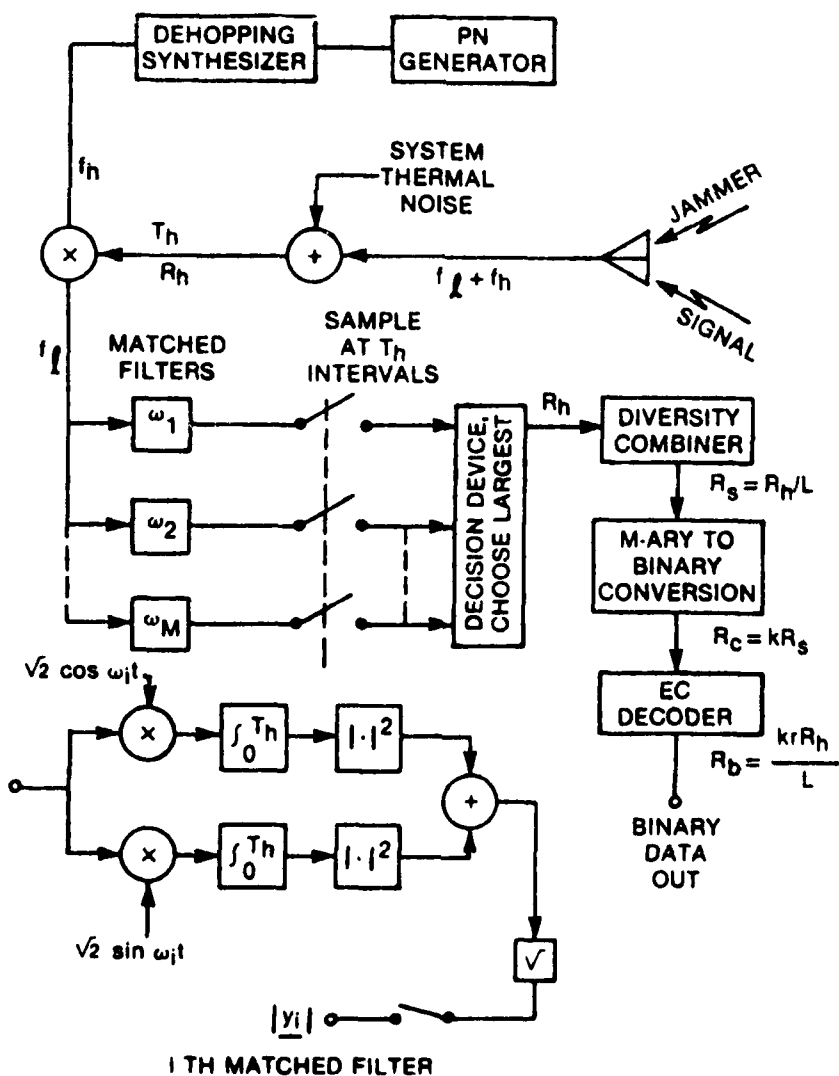 DEHOPPING
SYNTHESIZER
PN
GENERATOR
SYSTEM
THERMAL
NOISE
JAMMER
SIGNAL
fh
×
Th
Rh
+
fℓ + fh
fℓ
MATCHED
FILTERS
SAMPLE
AT Th
INTERVALS
ω1
ω2
ωM
DECISION DEVICE,
CHOOSE LARGEST
Rh
DIVERSITY
COMBINER
Rs = Rh/L
M-ARY TO
BINARY
CONVERSION
Rc = kRs
EC
DECODER
Rb = krRh
L
BINARY
DATA
OUT
√2 cos ωit
×
∫0Th
|·|²
+
×
∫0Th
|·|²
√2 sin ωit
√
|yi|
I TH MATCHED FILTER